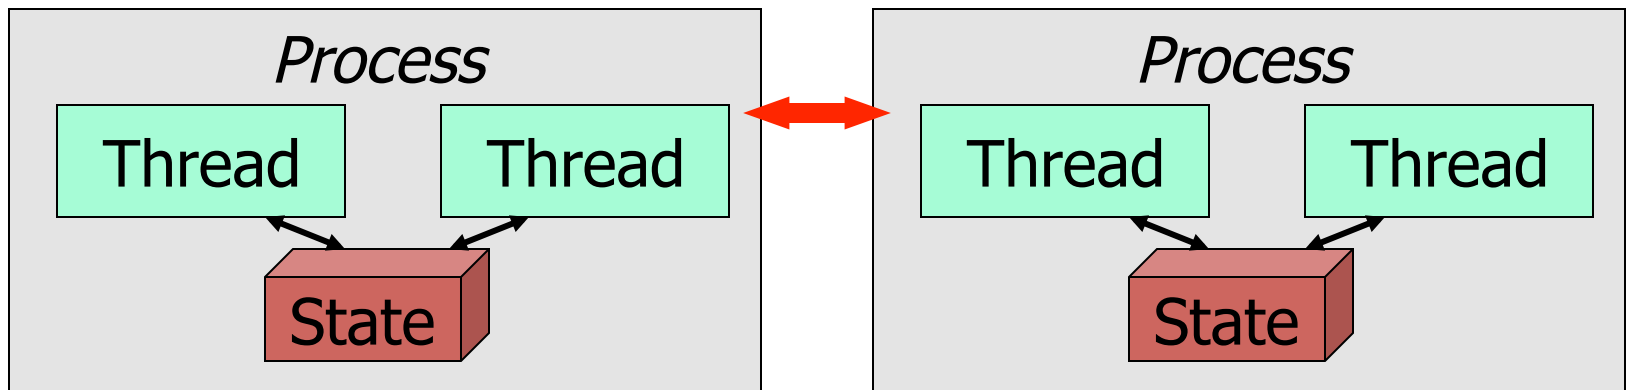 Process
Thread
Thread
State
Process
Thread
Thread
State